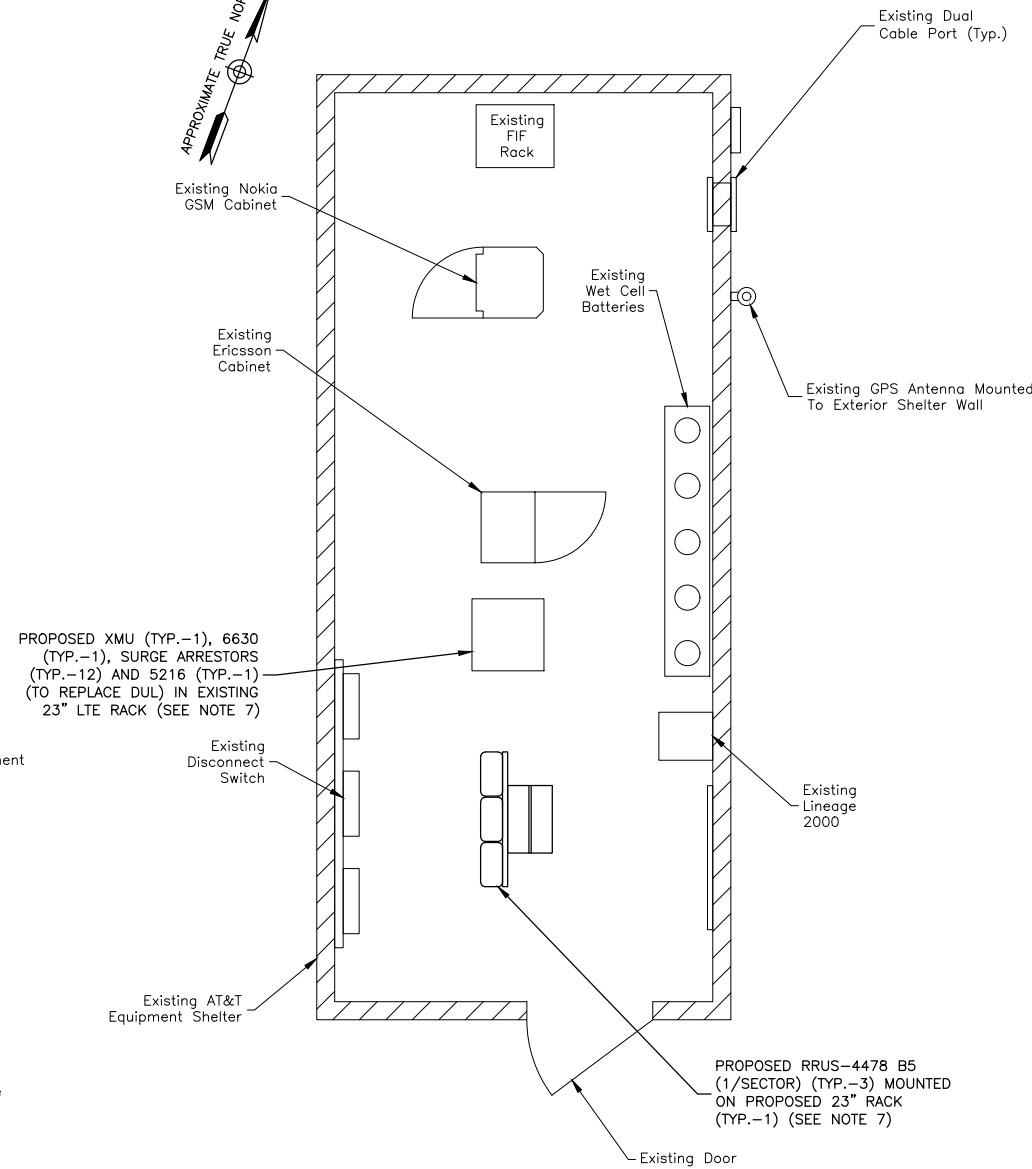 APPROXIMATE TRUE
Existing Dual
Cable Port (Typ.)
Existing
FIF
Rack
Existing Nokia
GSM Cabinet
Existing
Wet Cell
Batteries
Existing
Ericsson
Cabinet
Existing GPS Antenna Mounted
To Exterior Shelter Wall
PROPOSED XMU (TYP.-1), 6630
(TYP.-1), SURGE ARRESTORS
(TYP.-12) AND 5216 (TYP.-1)
(TO REPLACE DUL) IN EXISTING
23" LTE RACK (SEE NOTE 7)
Existing
Disconnect
Switch
Existing
Lineage
2000
Existing AT&T
Equipment Shelter
PROPOSED RRUS-4478 B5
(1/SECTOR) (TYP.-3) MOUNTED
ON PROPOSED 23" RACK
(TYP.-1) (SEE NOTE 7)
Existing Door